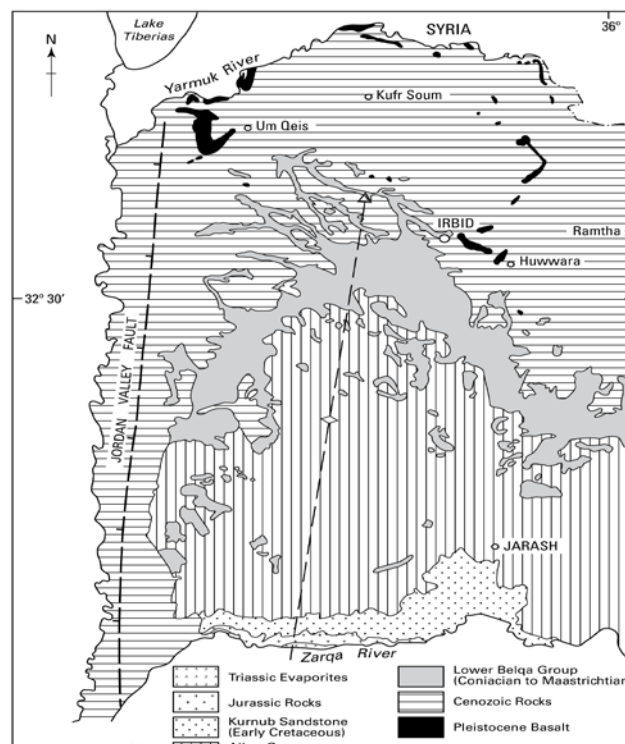 Lake
Tiberias
SYRIA
36°
N
Yarmuk River
Kufr Soum
Um Qeis
IRBID
Ramtha
Huwwara
32° 30'
JORDAN VALLEY FAULT
JARASH
Zarqa River
Triassic Evaporites
Jurassic Rocks
Kurnub Sandstone
(Early Cretaceous)
Lower Belqa Group
(Coniacian to Maastrichtian
Cenozoic Rocks
Pleistocene Basalt